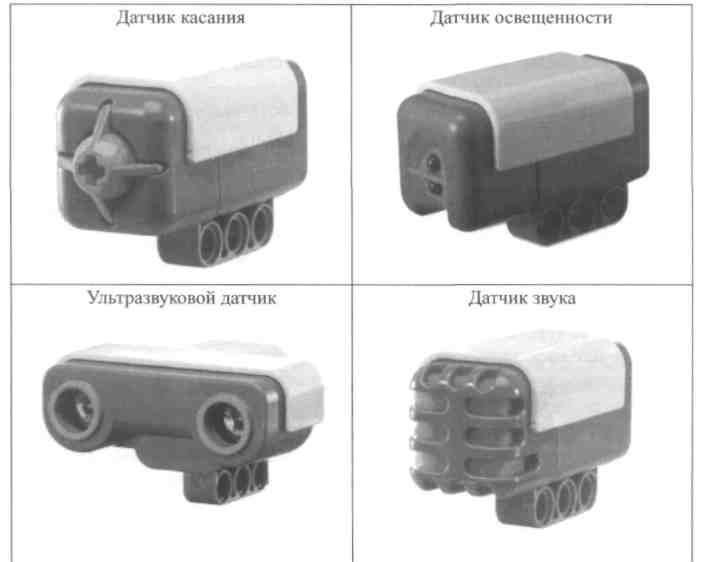 Датчик касания
Датчик освещенности
Ультразвуковой датчик
Датчик звука